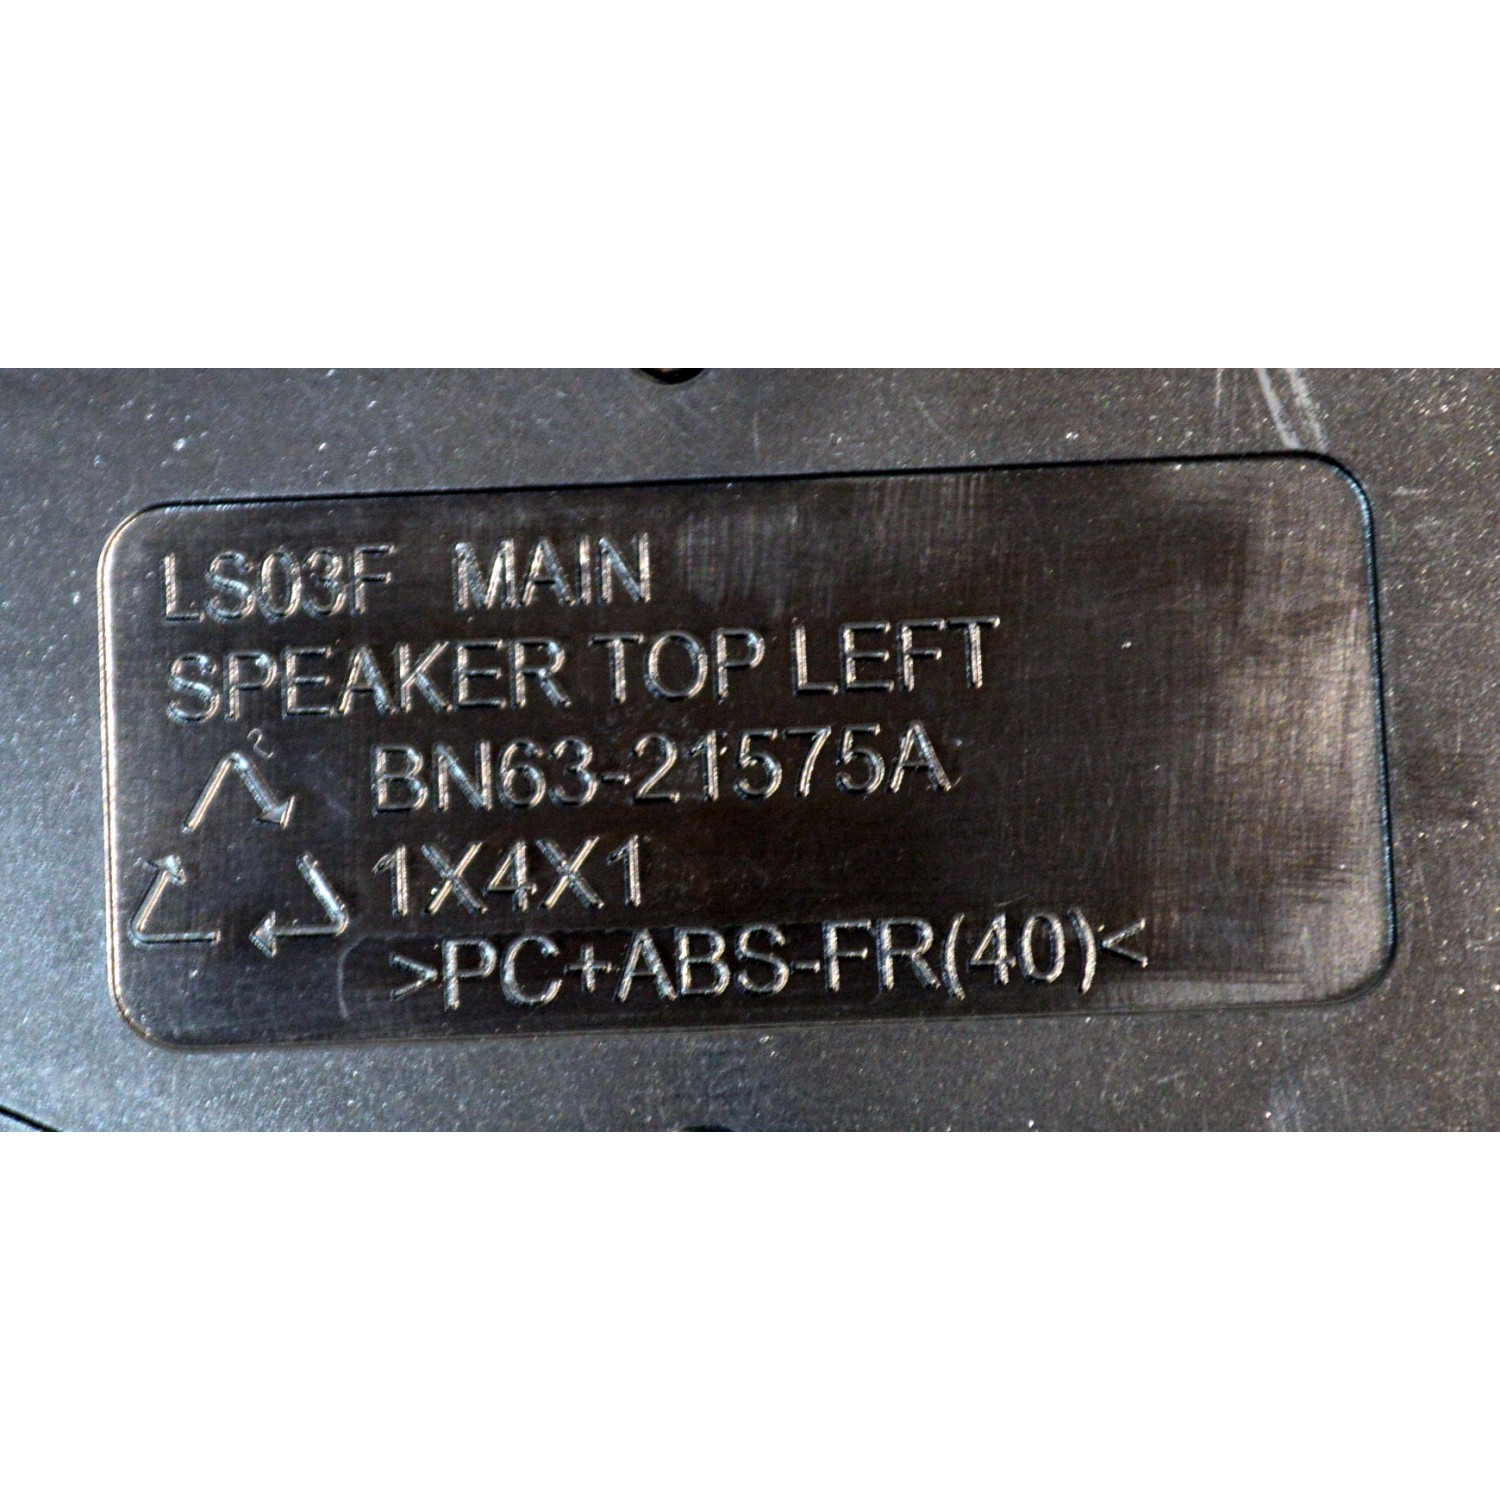 LS03F MAIN
SPEAKER TOP LEFT
BN63-21575A
1X4X1
>PC+ABS-FR(40)<